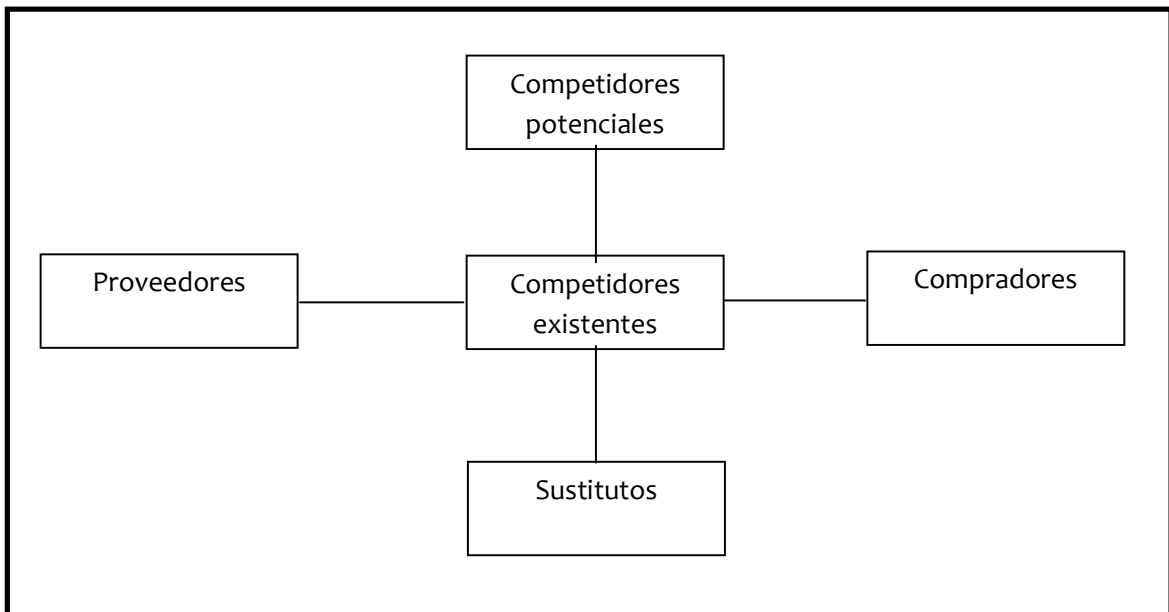 Competidores
potenciales
Proveedores
Competidores
existentes
Compradores
Sustitutos